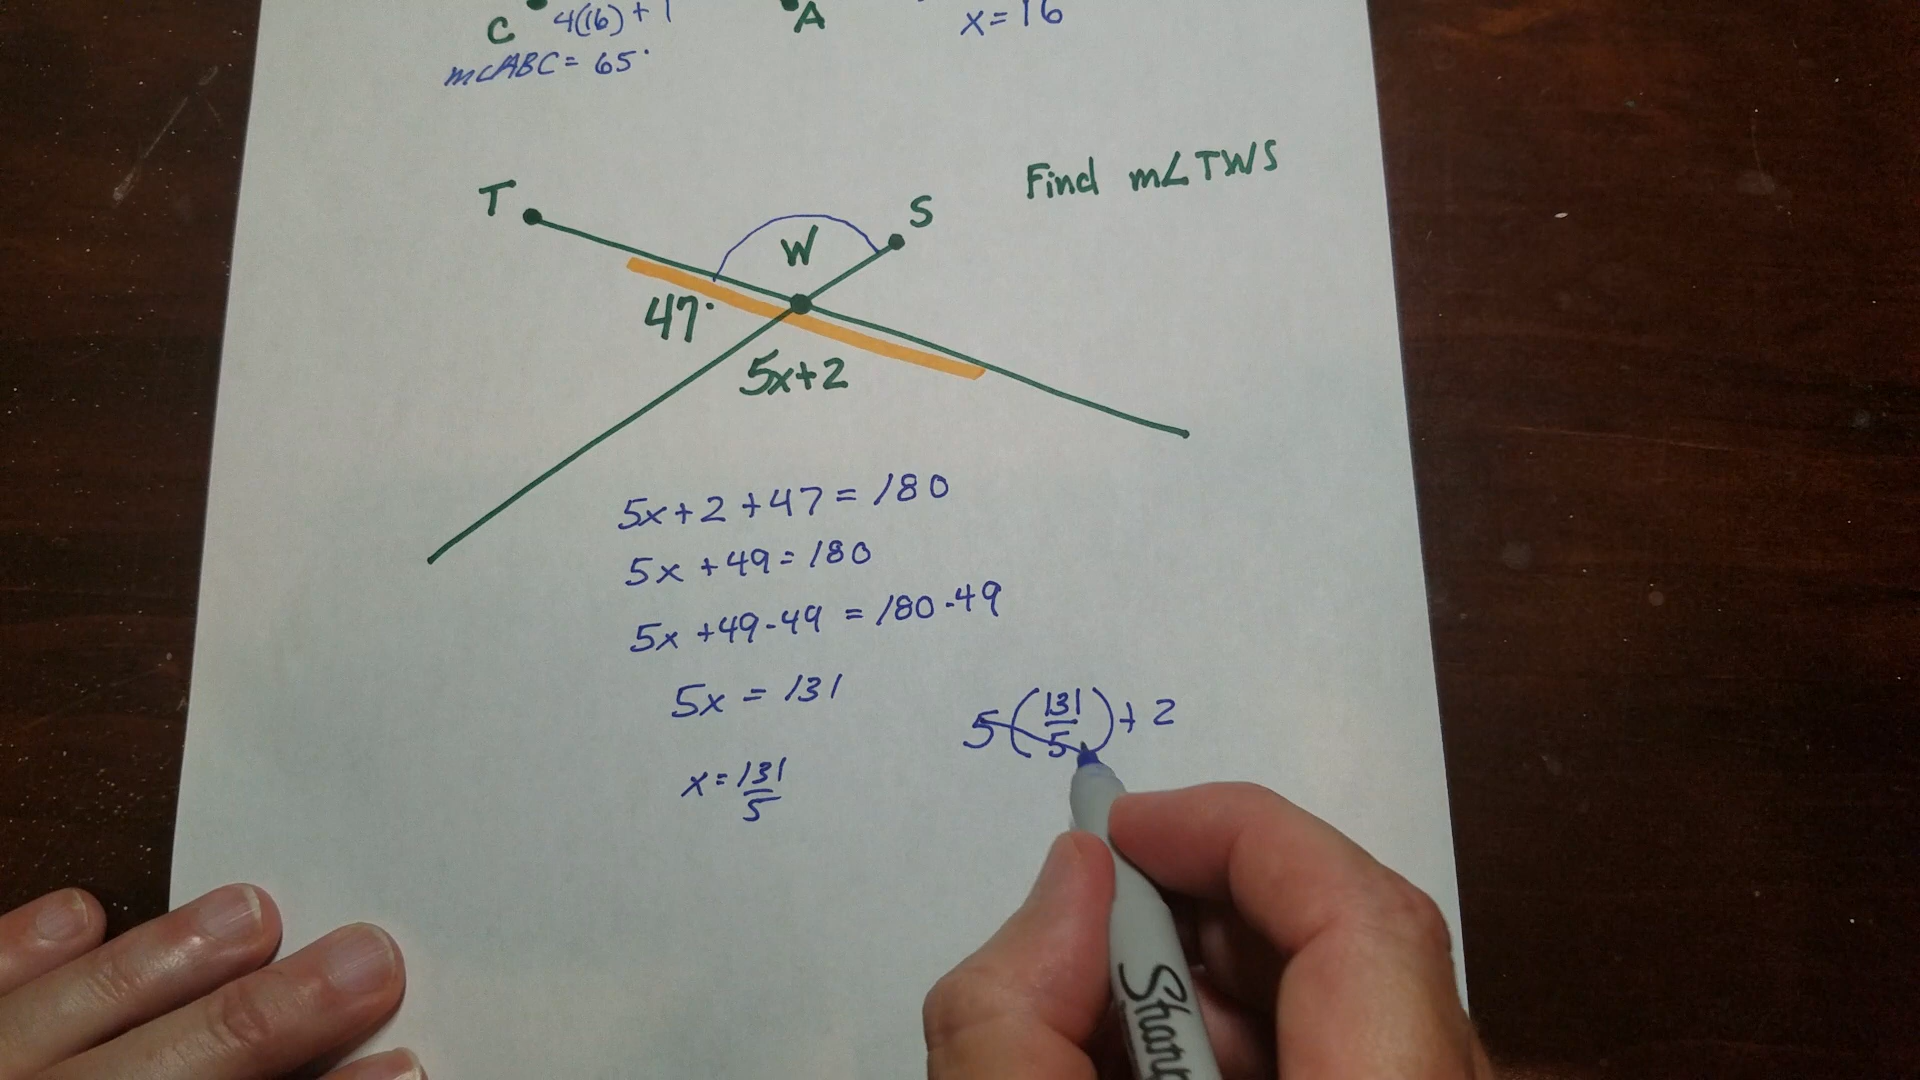 C 4(16) + 1 A x = 16
m∠ABC = 65°
Find m∠TWS
T S
W
47°
5x+2
5x + 2 + 47 = 180
5x + 49 = 180
5x + 49 - 49 = 180 - 49
5x = 131
5(131/5) + 2
x = 131/5
Sharp